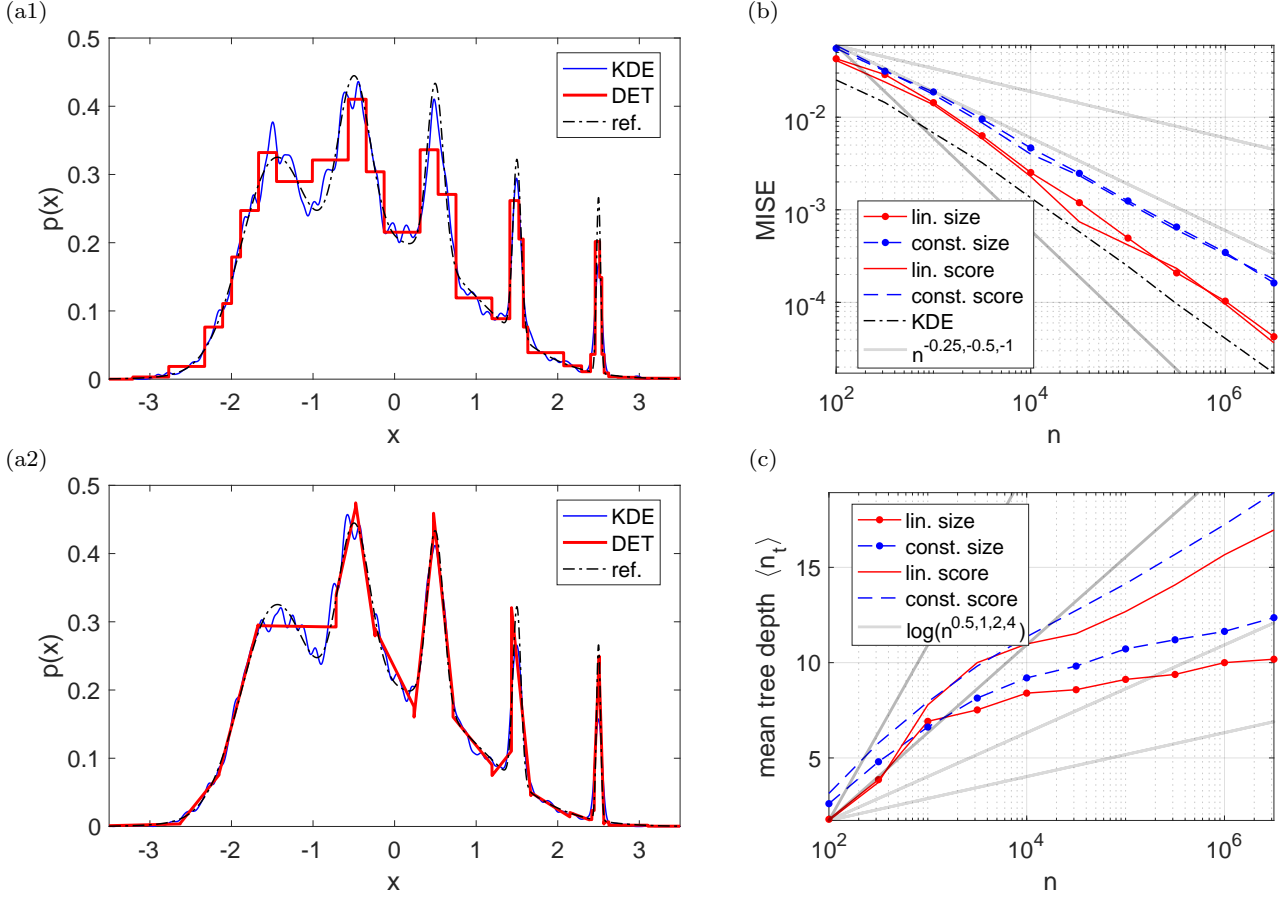 (a1)
0.5
0.4
0.3
0.2
0.1
0
p(x)
-3
-2
-1
0
1
2
3
x
KDE
DET
ref.
(b)
10^-2
10^-3
10^-4
MISE
10^2
10^4
10^6
n
lin. size
const. size
lin. score
const. score
KDE
n^-0.25,-0.5,-1
(a2)
0.5
0.4
0.3
0.2
0.1
0
p(x)
-3
-2
-1
0
1
2
3
x
KDE
DET
ref.
(c)
15
10
5
mean tree depth ⟨n_t⟩
10^2
10^4
10^6
n
lin. size
const. size
lin. score
const. score
log(n^0.5,1,2,4)